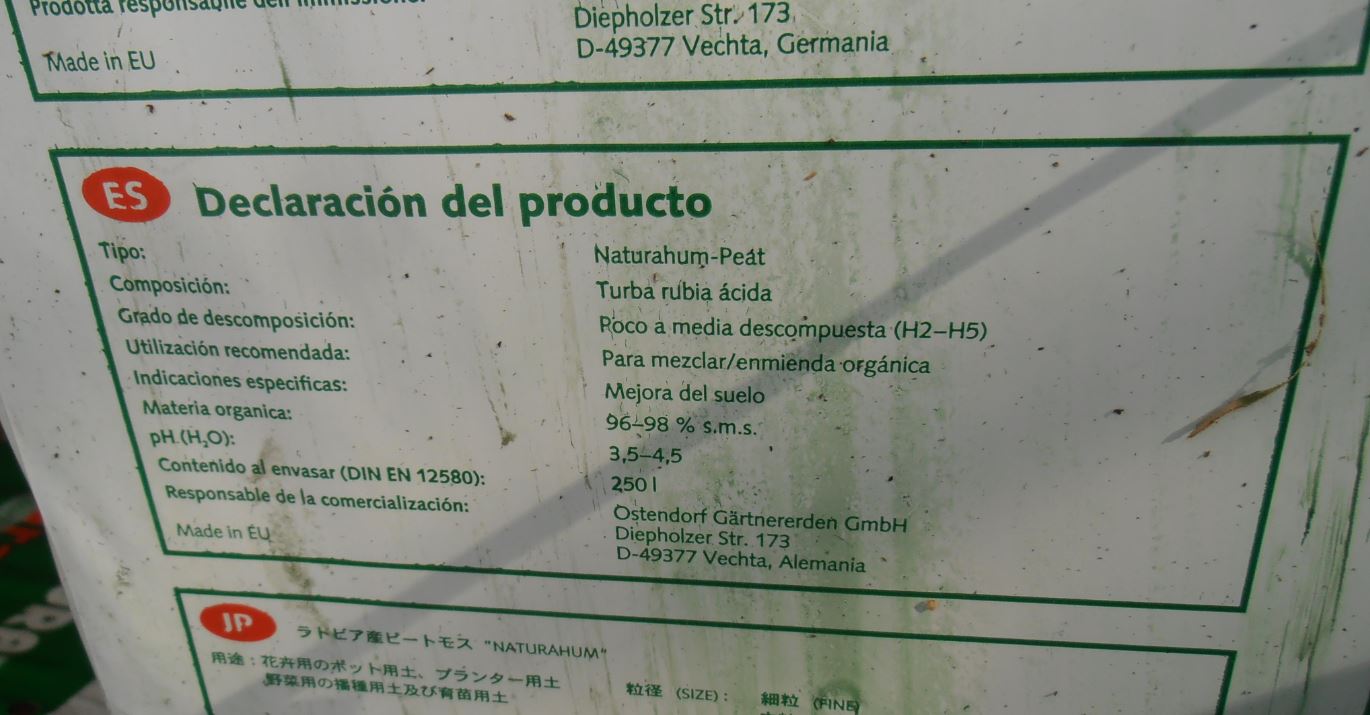 Prodotta responsabile dell'immissione:
Diepholzer Str. 173
D-49377 Vechta, Germania
Made in EU
ES Declaración del producto
Tipo: Naturahum-Peat
Composición: Turba rubia ácida
Grado de descomposición: Poco a media descompuesta (H2–H5)
Utilización recomendada: Para mezclar/enmienda orgánica
Indicaciones especificas: Mejora del suelo
Materia organica: 96–98 % s.m.s.
pH (H₂O): 3,5–4,5
Contenido al envasar (DIN EN 12580): 250 l
Responsable de la comercialización: Ostendorf Gärtnererden GmbH
Diepholzer Str. 173
D-49377 Vechta, Alemania
Made in EU
JP ラトビア産ピートモス "NATURAHUM"
用途：花卉用のポット用土、プランター用土
野菜用の播種用土及び育苗用土
粒径 (SIZE) : 細粒 (FINE)